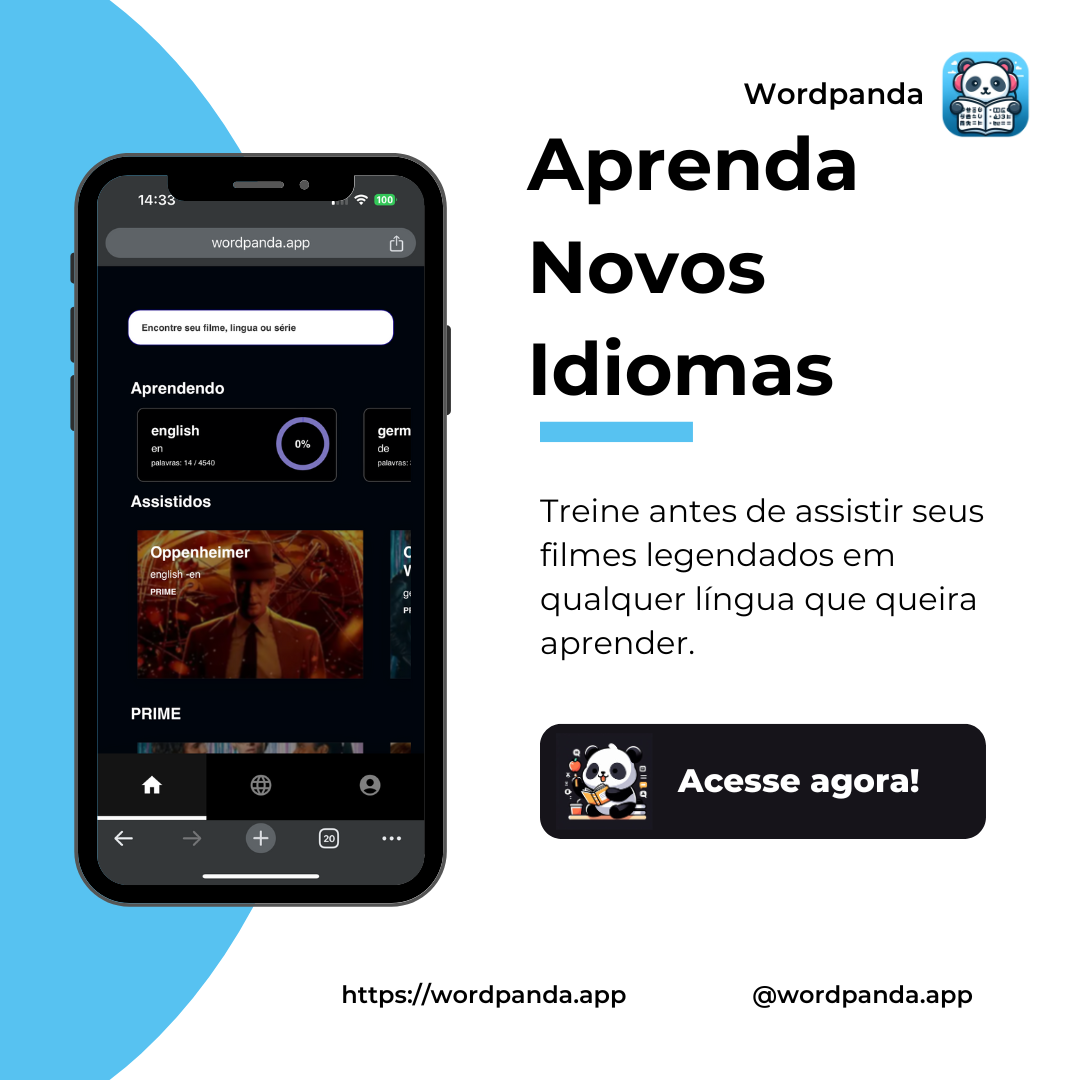 Wordpanda
Aprenda
Novos
Idiomas
Treine antes de assistir seus
filmes legendados em
qualquer língua que queira
aprender.
Acesse agora!
14:33
100
wordpanda.app
Encontre seu filme, lingua ou série
Aprendendo
english
en
palavras: 14 / 4540
0%
germ
de
palavras:
Assistidos
Oppenheimer
english -en
PRIME
PRIME
20
https://wordpanda.app
@wordpanda.app